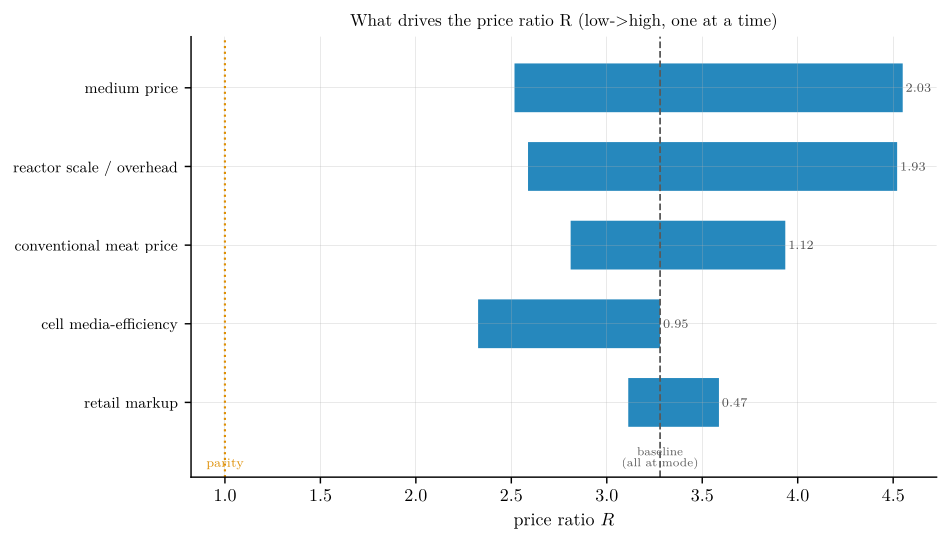 What drives the price ratio R (low->high, one at a time)
medium price
2.03
reactor scale / overhead
1.93
conventional meat price
1.12
cell media-efficiency
0.95
retail markup
0.47
baseline
(all at mode)
parity
1.0 1.5 2.0 2.5 3.0 3.5 4.0 4.5
price ratio R